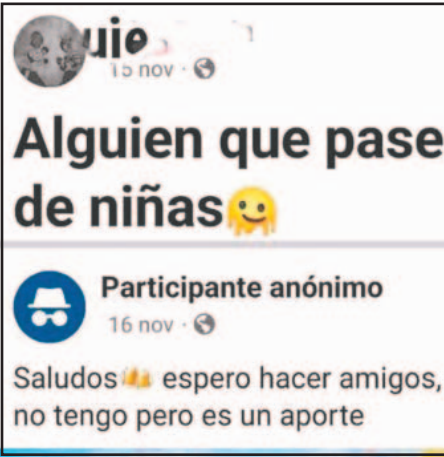 15 nov
Alguien que pase
de niñas🫠
Participante anónimo
16 nov
Saludos espero hacer amigos,
no tengo pero es un aporte